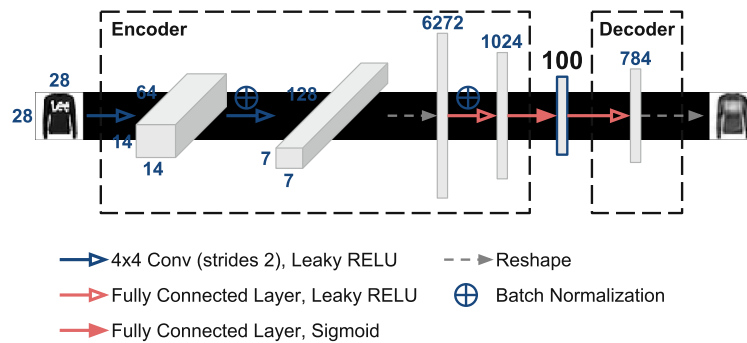 Encoder
Decoder
6272
1024
100
784
28
28
64
128
14
14
7
7
Lee
4x4 Conv (strides 2), Leaky RELU
Reshape
Fully Connected Layer, Leaky RELU
Batch Normalization
Fully Connected Layer, Sigmoid